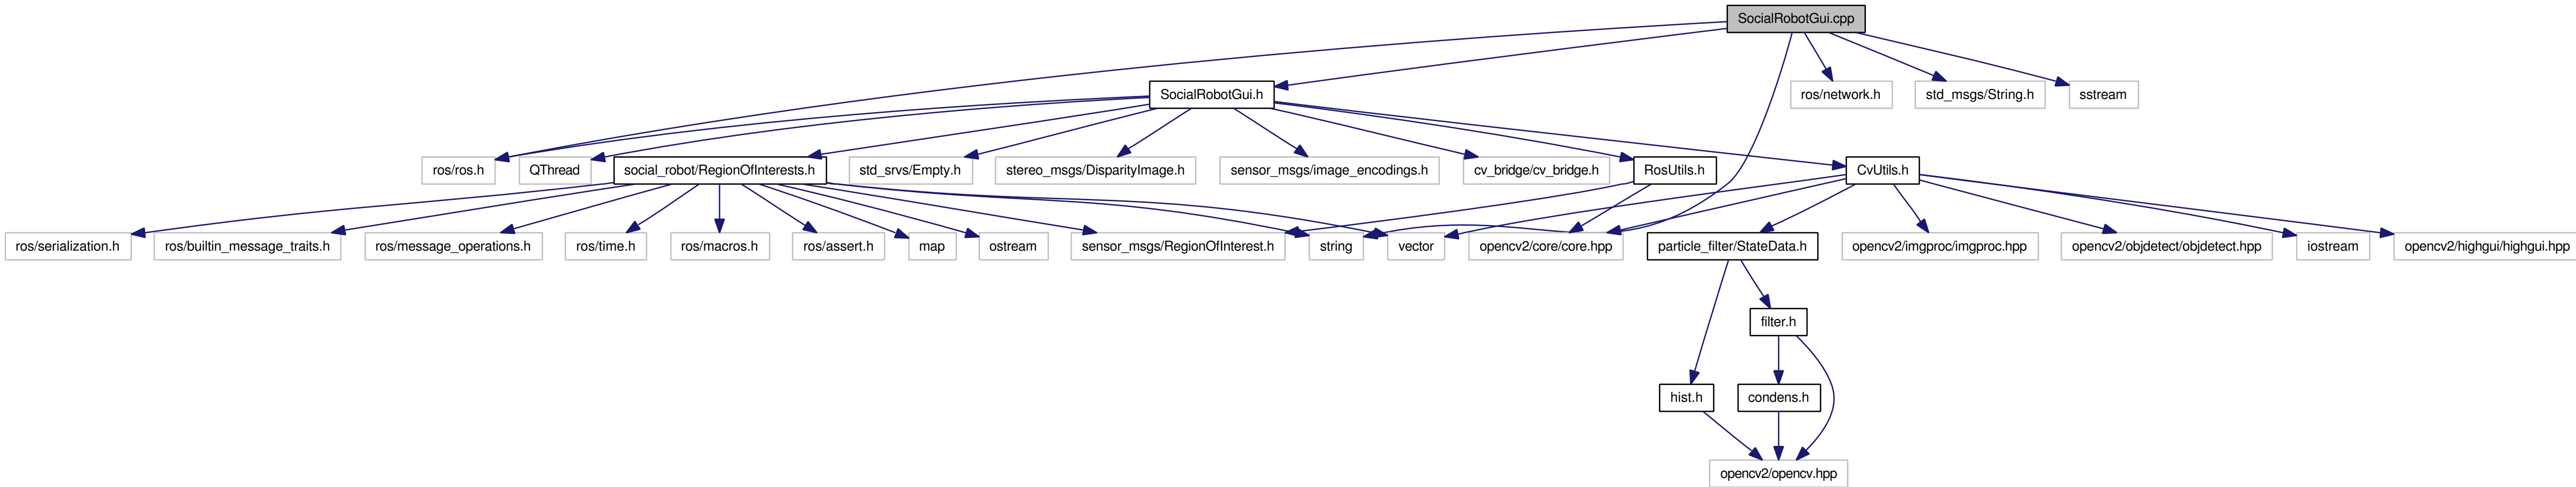 SocialRobotGui.cpp
SocialRobotGui.h
ros/network.h
std_msgs/String.h
sstream
ros/ros.h
QThread
social_robot/RegionOfInterests.h
std_srvs/Empty.h
stereo_msgs/DisparityImage.h
sensor_msgs/image_encodings.h
cv_bridge/cv_bridge.h
RosUtils.h
CvUtils.h
ros/serialization.h
ros/builtin_message_traits.h
ros/message_operations.h
ros/time.h
ros/macros.h
ros/assert.h
map
ostream
sensor_msgs/RegionOfInterest.h
string
vector
opencv2/core/core.hpp
particle_filter/StateData.h
opencv2/imgproc/imgproc.hpp
opencv2/objdetect/objdetect.hpp
iostream
opencv2/highgui/highgui.hpp
filter.h
hist.h
condens.h
opencv2/opencv.hpp